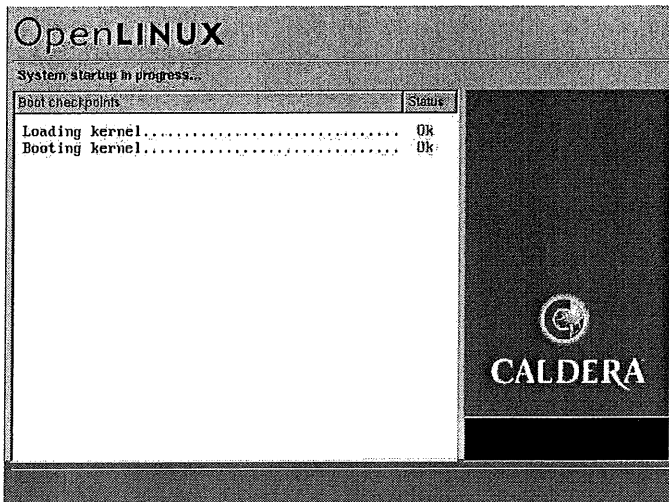 OpenLINUX
System startup in progress...
Boot checkpoints Status
Loading kernel............................... Ok
Booting kernel............................... Ok
CALDERA